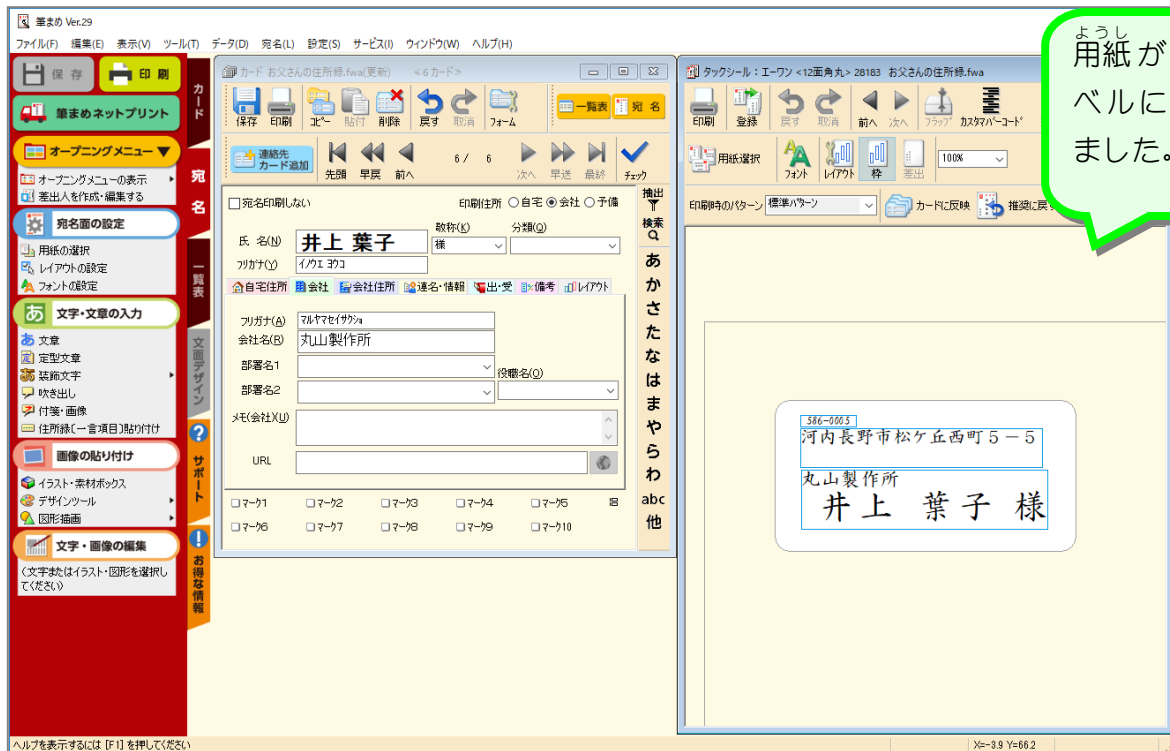 筆まめ Ver.29
ファイル(F) 編集(E) 表示(V) ツール(T) データ(D) 宛名(L) 設定(S) サービス(I) ウィンドウ(W) ヘルプ(H)
保存 印刷
筆まめネットプリント
オープニングメニュー▼
オープニングメニューの表示
差出人を作成・編集する
宛名面の設定
用紙の選択
レイアウトの設定
フォントの設定
あ 文字・文章の入力
あ 文章
定型文章
装飾文字
吹き出し
付箋・画像
住所録[一言項目]貼り付け
画像の貼り付け
イラスト・素材ボックス
デザインツール
図形描画
文字・画像の編集
〈文字またはイラスト・図形を選択してください〉
カード
宛名
一覧表
文面デザイン
? サポート
! お得な情報
カード お父さんの住所録.fwa(更新) <6カード>
保存 印刷 コピー 貼付 削除 戻す 取消 フォーム 一覧表 宛名
連絡先カード追加 先頭 早戻 前へ 6 / 6 次へ 早送 最終 チェック
宛名印刷しない 印刷住所 自宅 会社 予備
敬称(K) 分類(Q)
氏 名(N) 井上 葉子 様
フリガナ(Y) イノウエ ヨウコ
自宅住所 会社 会社住所 連名・情報 出・受 備考 レイアウト
フリガナ(A) マルヤマセイサクショ
会社名(B) 丸山製作所
部署名1
役職名(O)
部署名2
メモ(会社)(U)
URL
マーク1 マーク2 マーク3 マーク4 マーク5
マーク6 マーク7 マーク8 マーク9 マーク10
抽出
検索
あ
か
さ
た
な
は
ま
や
ら
わ
abc
他
タックシール：エーワン <12面角丸> 28183 お父さんの住所録.fwa
印刷 登録 戻す 取消 前へ 次へ フラップ カスタマバーコード
用紙選択 フォント レイアウト 枠 差出 100%
印刷時のパターン 標準パターン カードに反映 推奨に戻す
586-0005
河内長野市松ケ丘西町５－５
丸山製作所
井上 葉子 様
ようし
用紙が
ベルに
ました。
ヘルプを表示するには [F1] を押してください
X=-3.9 Y=66.2